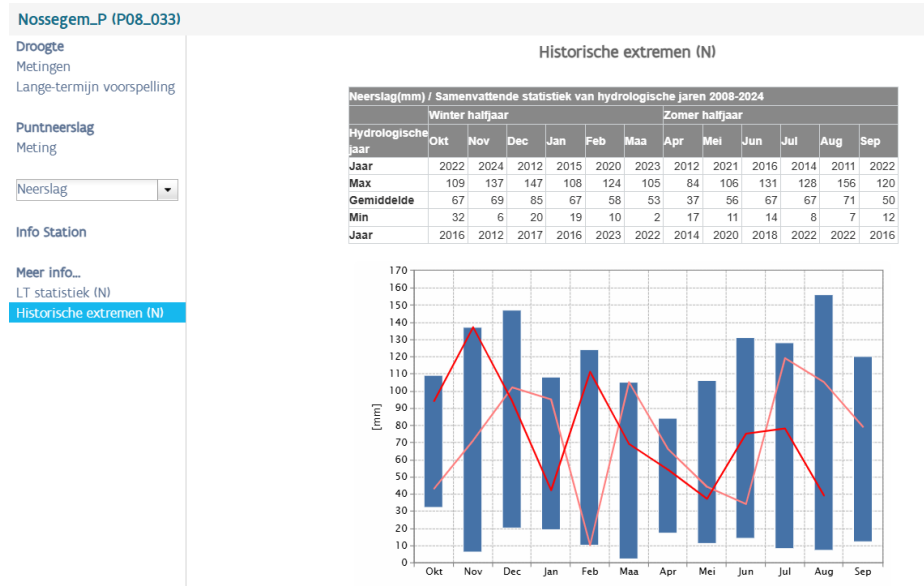 Nossegem_P (P08_033)
Droogte
Metingen
Lange-termijn voorspelling
Puntneerslag
Meting
Neerslag
Info Station
Meer info...
LT statistiek (N)
Historische extremen (N)
Historische extremen (N)
Neerslag(mm) / Samenvattende statistiek van hydrologische jaren 2008-2024
Winter halfjaar Zomer halfjaar
Hydrologische jaar Okt Nov Dec Jan Feb Maa Apr Mei Jun Jul Aug Sep
Jaar 2022 2024 2012 2015 2020 2023 2012 2021 2016 2014 2011 2022
Max 109 137 147 108 124 105 84 106 131 128 156 120
Gemiddelde 67 69 85 67 58 53 37 56 67 67 71 50
Min 32 6 20 19 10 2 17 11 14 8 7 12
Jaar 2016 2012 2017 2016 2023 2022 2014 2020 2018 2022 2022 2016
170
160
150
140
130
120
110
100
90
80
70
60
50
40
30
20
10
0
[mm]
Okt Nov Dec Jan Feb Maa Apr Mei Jun Jul Aug Sep